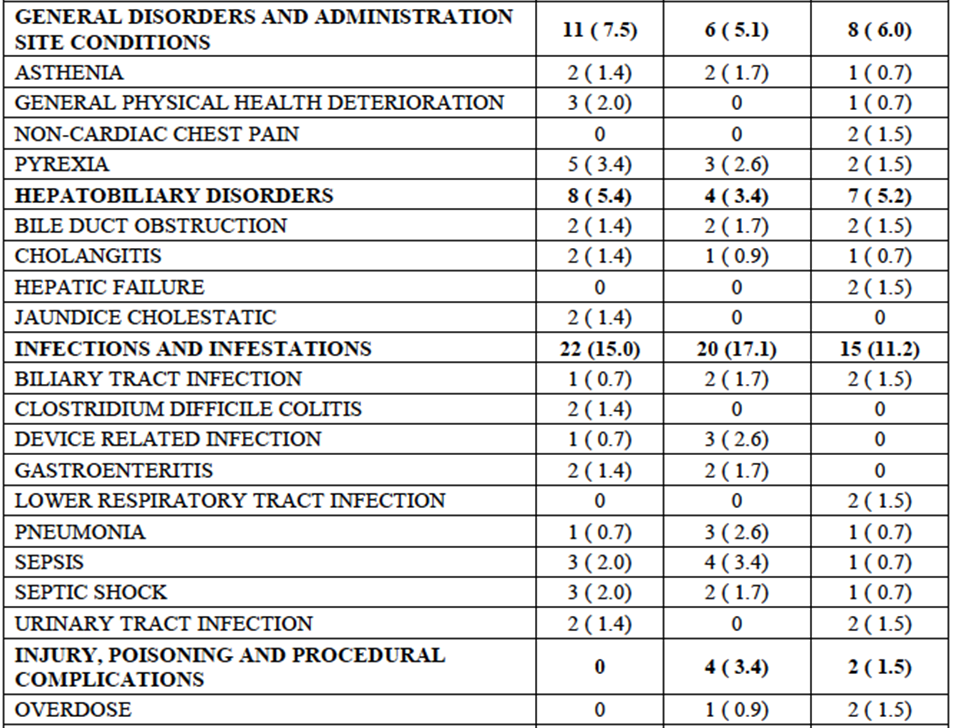 GENERAL DISORDERS AND ADMINISTRATION
SITE CONDITIONS 11 ( 7.5) 6 ( 5.1) 8 ( 6.0)
ASTHENIA 2 ( 1.4) 2 ( 1.7) 1 ( 0.7)
GENERAL PHYSICAL HEALTH DETERIORATION 3 ( 2.0) 0 1 ( 0.7)
NON-CARDIAC CHEST PAIN 0 0 2 ( 1.5)
PYREXIA 5 ( 3.4) 3 ( 2.6) 2 ( 1.5)
HEPATOBILIARY DISORDERS 8 ( 5.4) 4 ( 3.4) 7 ( 5.2)
BILE DUCT OBSTRUCTION 2 ( 1.4) 2 ( 1.7) 2 ( 1.5)
CHOLANGITIS 2 ( 1.4) 1 ( 0.9) 1 ( 0.7)
HEPATIC FAILURE 0 0 2 ( 1.5)
JAUNDICE CHOLESTATIC 2 ( 1.4) 0 0
INFECTIONS AND INFESTATIONS 22 (15.0) 20 (17.1) 15 (11.2)
BILIARY TRACT INFECTION 1 ( 0.7) 2 ( 1.7) 2 ( 1.5)
CLOSTRIDIUM DIFFICILE COLITIS 2 ( 1.4) 0 0
DEVICE RELATED INFECTION 1 ( 0.7) 3 ( 2.6) 0
GASTROENTERITIS 2 ( 1.4) 2 ( 1.7) 0
LOWER RESPIRATORY TRACT INFECTION 0 0 2 ( 1.5)
PNEUMONIA 1 ( 0.7) 3 ( 2.6) 1 ( 0.7)
SEPSIS 3 ( 2.0) 4 ( 3.4) 1 ( 0.7)
SEPTIC SHOCK 3 ( 2.0) 2 ( 1.7) 1 ( 0.7)
URINARY TRACT INFECTION 2 ( 1.4) 0 2 ( 1.5)
INJURY, POISONING AND PROCEDURAL
COMPLICATIONS 0 4 ( 3.4) 2 ( 1.5)
OVERDOSE 0 1 ( 0.9) 2 ( 1.5)